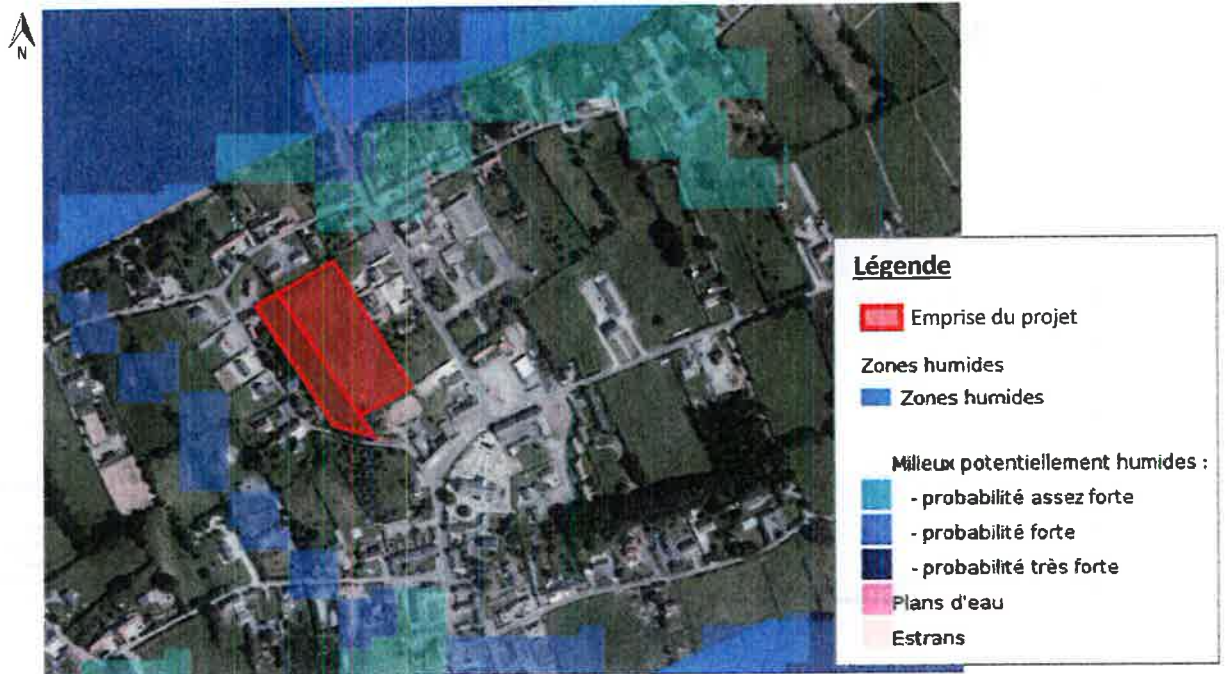 N
Légende
Emprise du projet
Zones humides
Zones humides
Milieux potentiellement humides :
- probabilité assez forte
- probabilité forte
- probabilité très forte
Plans d'eau
Estrans